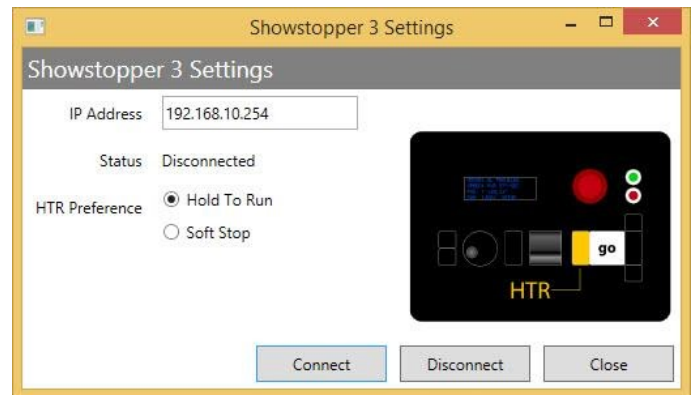 Showstopper 3 Settings
Showstopper 3 Settings
IP Address 192.168.10.254
Status Disconnected
HTR Preference Hold To Run
Soft Stop
go
HTR
Connect Disconnect Close